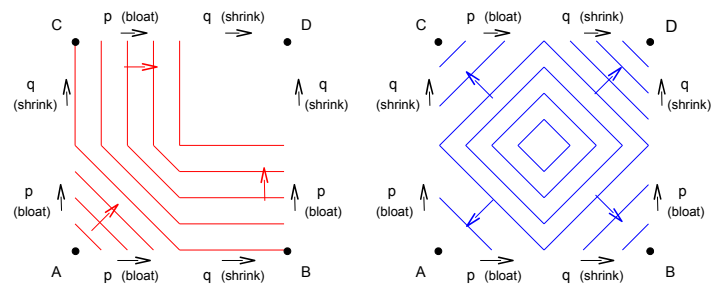 C p (bloat) q (shrink) D
q
(shrink)
q
(shrink)
p
(bloat)
p
(bloat)
A p (bloat) q (shrink) B
C p (bloat) q (shrink) D
q
(shrink)
q
(shrink)
p
(bloat)
p
(bloat)
A p (bloat) q (shrink) B